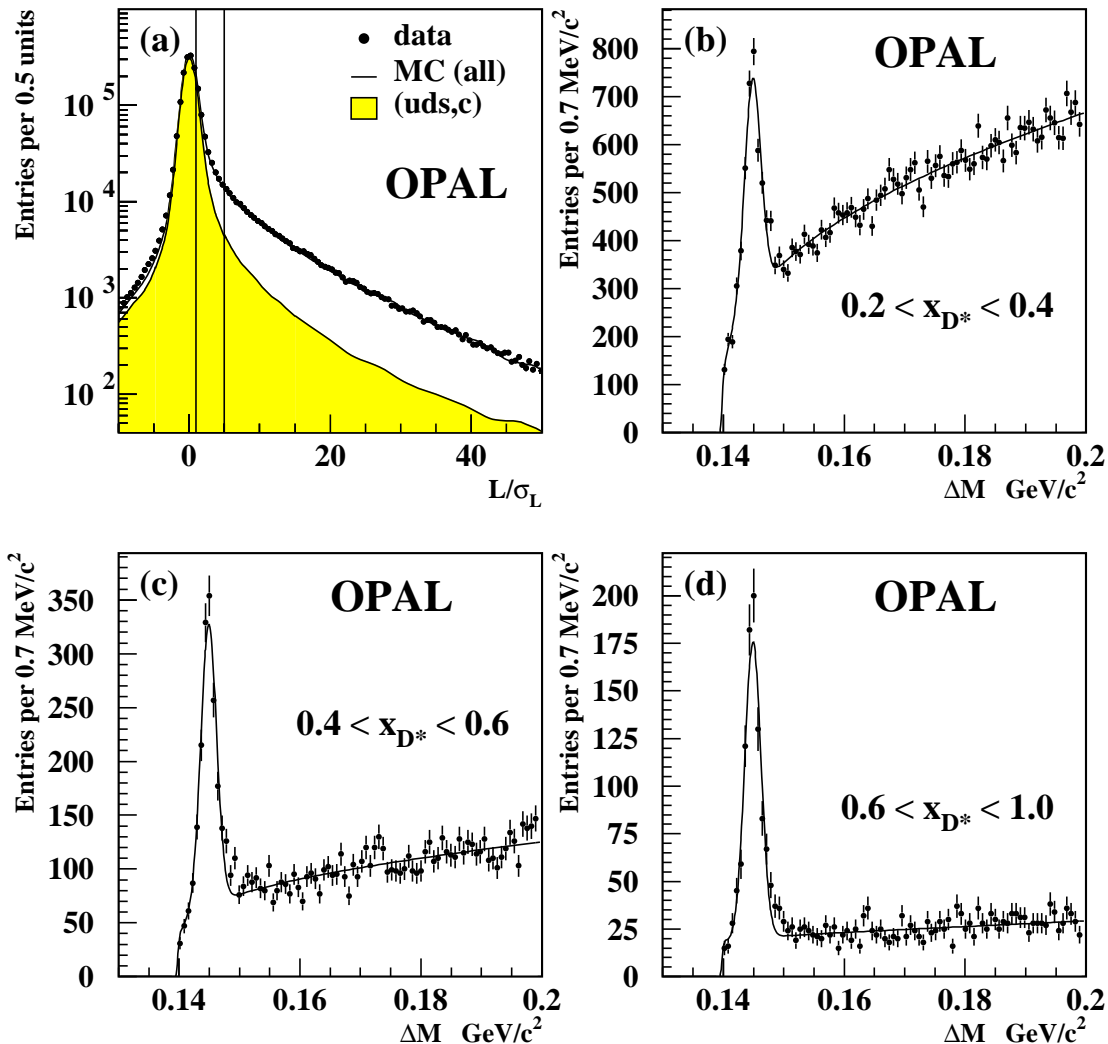 (a)
data
MC (all)
(uds,c)
OPAL
Entries per 0.5 units
10^5
10^4
10^3
10^2
0 20 40
L/σ_L
(b)
OPAL
Entries per 0.7 MeV/c^2
800
700
600
500
400
300
200
100
0
0.2 < x_D* < 0.4
0.14 0.16 0.18 0.2
ΔM GeV/c^2
(c)
OPAL
Entries per 0.7 MeV/c^2
350
300
250
200
150
100
50
0
0.4 < x_D* < 0.6
0.14 0.16 0.18 0.2
ΔM GeV/c^2
(d)
OPAL
Entries per 0.7 MeV/c^2
200
175
150
125
100
75
50
25
0
0.6 < x_D* < 1.0
0.14 0.16 0.18 0.2
ΔM GeV/c^2